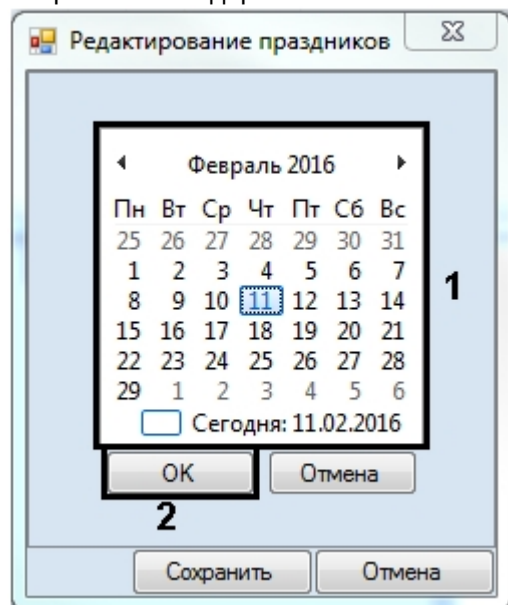 Редактирование праздников
Февраль 2016
Пн Вт Ср Чт Пт Сб Вс
25 26 27 28 29 30 31
1 2 3 4 5 6 7
8 9 10 11 12 13 14
15 16 17 18 19 20 21
22 23 24 25 26 27 28
29 1 2 3 4 5 6
Сегодня: 11.02.2016
1
ОК Отмена
2
Сохранить Отмена